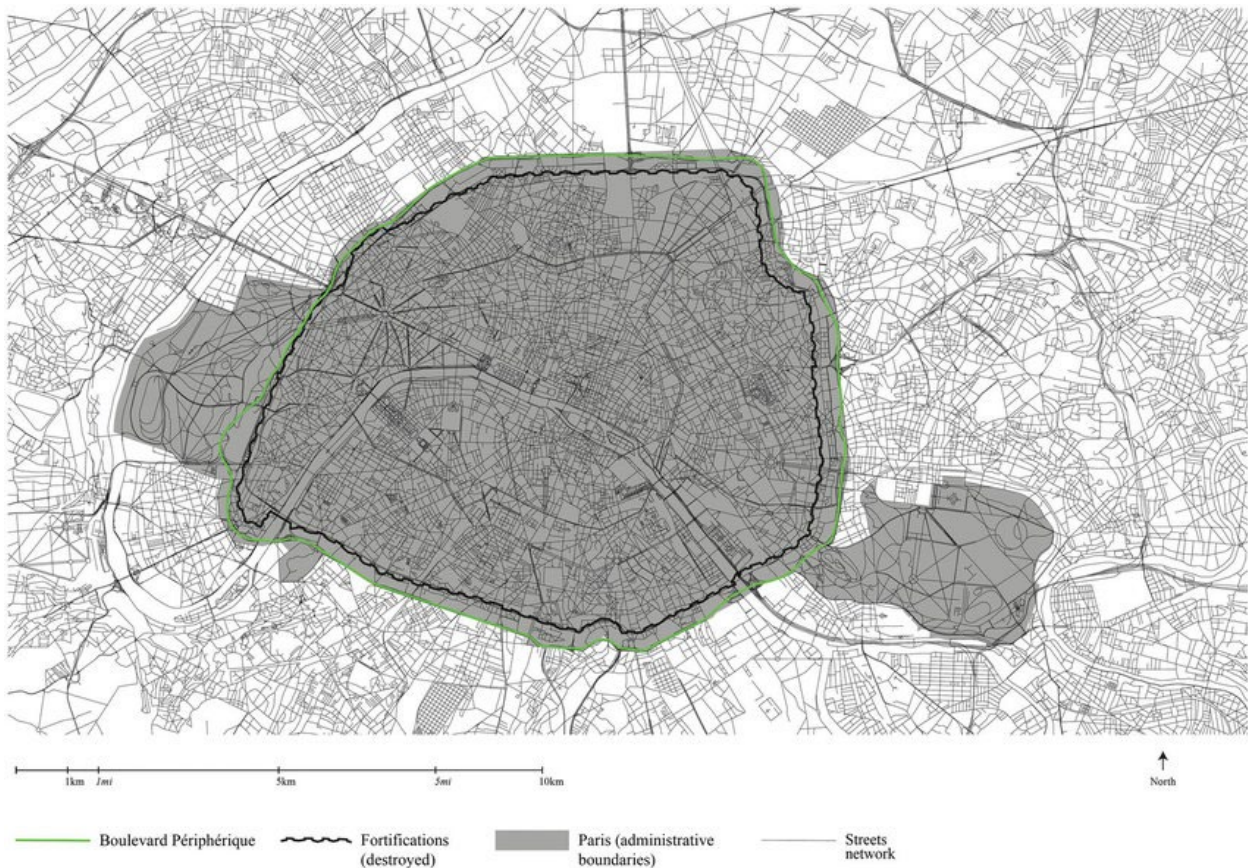 1km 1mi 5km 5mi 10km
North
Boulevard Périphérique
Fortifications
(destroyed)
Paris (administrative
boundaries)
Streets
network